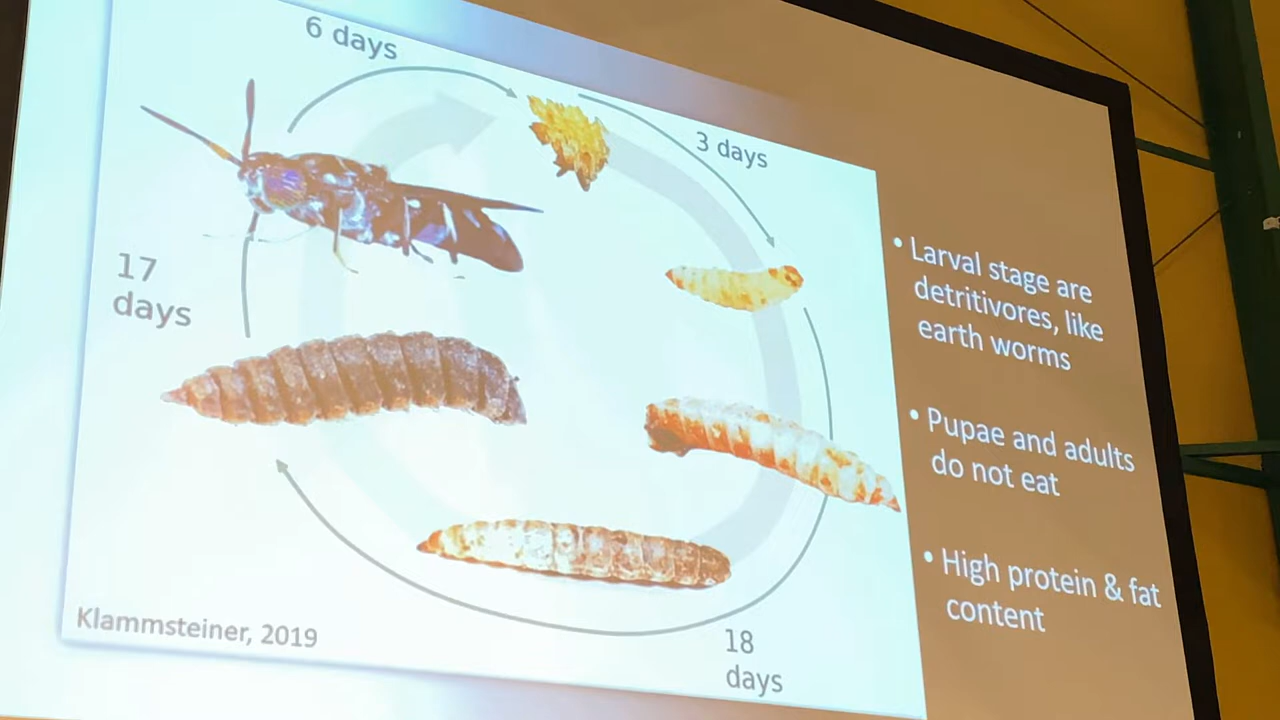 6 days
3 days
17
days
18
days
Klammsteiner, 2019
• Larval stage are
detritivores, like
earth worms
• Pupae and adults
do not eat
• High protein & fat
content